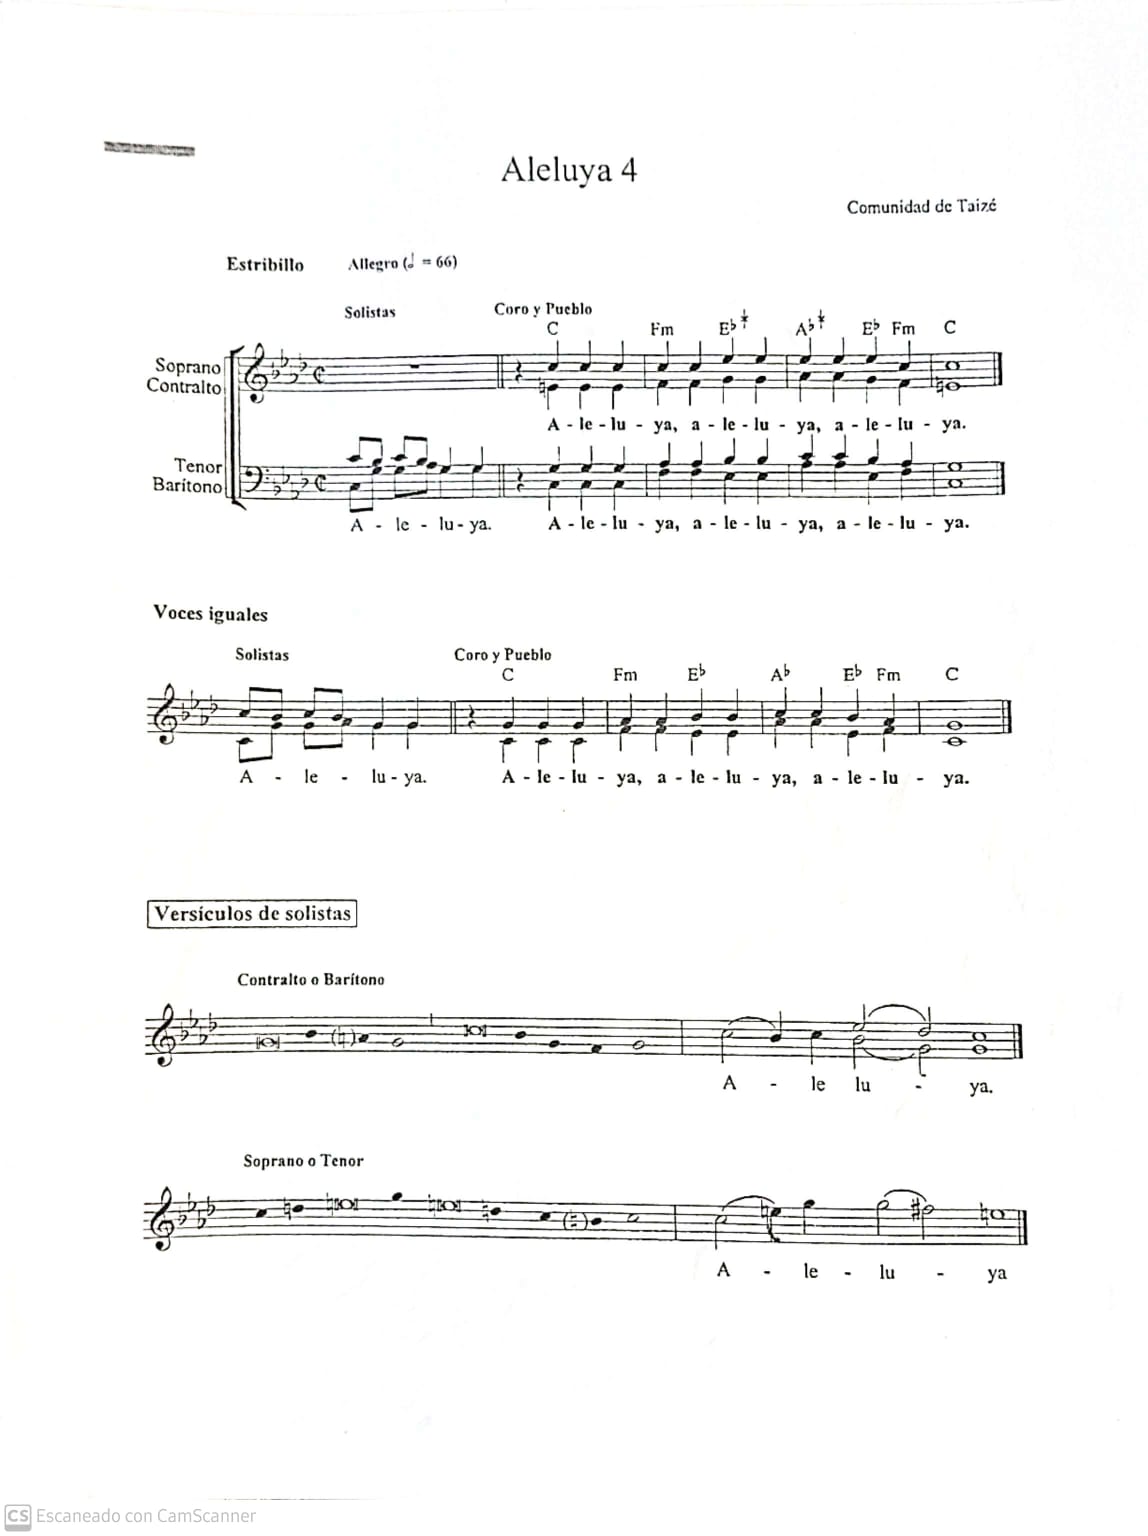 Aleluya 4
Comunidad de Taizé
Estribillo Allegro (𝅗𝅥 = 66)
Solistas Coro y Pueblo
C Fm E♭* A♭* E♭ Fm C
Soprano
Contralto
A - le - lu - ya, a - le - lu - ya, a - le - lu - ya.
Tenor
Barítono
A - le - lu - ya. A - le - lu - ya, a - le - lu - ya, a - le - lu - ya.
Voces iguales
Solistas Coro y Pueblo
C Fm E♭ A♭ E♭ Fm C
A - le - lu - ya. A - le - lu - ya, a - le - lu - ya, a - le - lu - ya.
Versículos de solistas
Contralto o Barítono
A - le lu - ya.
Soprano o Tenor
A - le - lu - ya
CS Escaneado con CamScanner